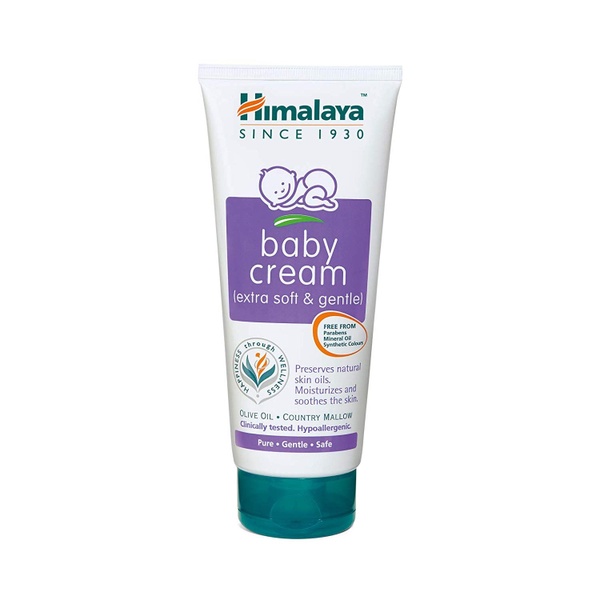 Himalaya™
SINCE 1930
baby
cream
(extra soft & gentle)
FREE FROM
Parabens
Mineral Oil
Synthetic Colours
HAPPINESS through WELLNESS
Preserves natural
skin oils.
Moisturizes and
soothes the skin.
OLIVE OIL • COUNTRY MALLOW
Clinically tested. Hypoallergenic.
Pure • Gentle • Safe